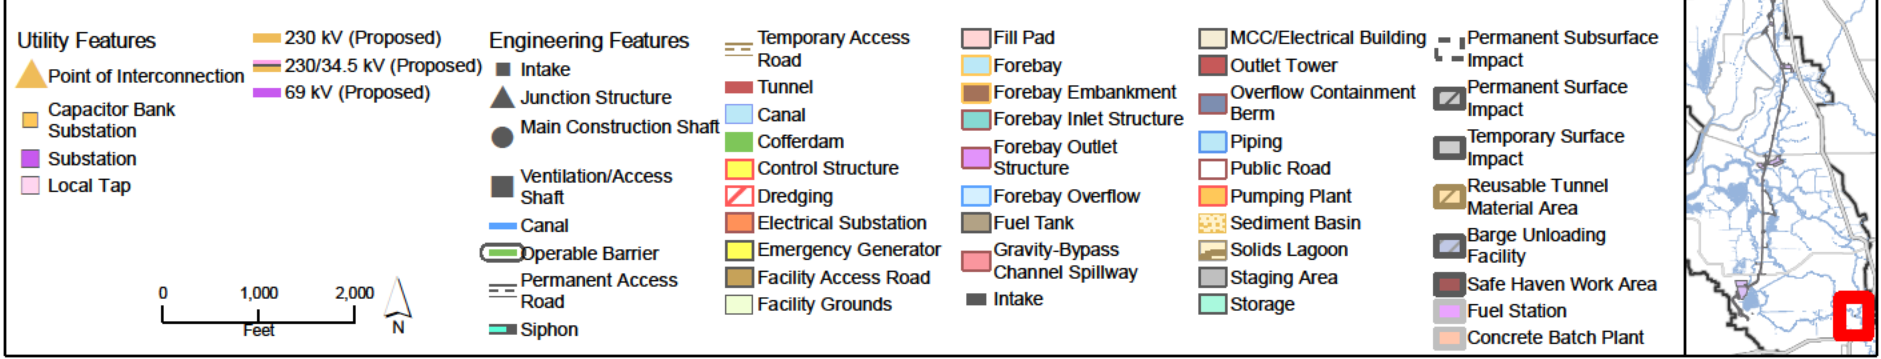 Utility Features
Point of Interconnection
Capacitor Bank
Substation
Substation
Local Tap
230 kV (Proposed)
230/34.5 kV (Proposed)
69 kV (Proposed)
0 1,000 2,000
Feet
N
Engineering Features
Intake
Junction Structure
Main Construction Shaft
Ventilation/Access
Shaft
Canal
Operable Barrier
Permanent Access
Road
Siphon
Temporary Access
Road
Tunnel
Canal
Cofferdam
Control Structure
Dredging
Electrical Substation
Emergency Generator
Facility Access Road
Facility Grounds
Fill Pad
Forebay
Forebay Embankment
Forebay Inlet Structure
Forebay Outlet
Structure
Forebay Overflow
Fuel Tank
Gravity-Bypass
Channel Spillway
Intake
MCC/Electrical Building
Outlet Tower
Overflow Containment
Berm
Piping
Public Road
Pumping Plant
Sediment Basin
Solids Lagoon
Staging Area
Storage
Permanent Subsurface
Impact
Permanent Surface
Impact
Temporary Surface
Impact
Reusable Tunnel
Material Area
Barge Unloading
Facility
Safe Haven Work Area
Fuel Station
Concrete Batch Plant